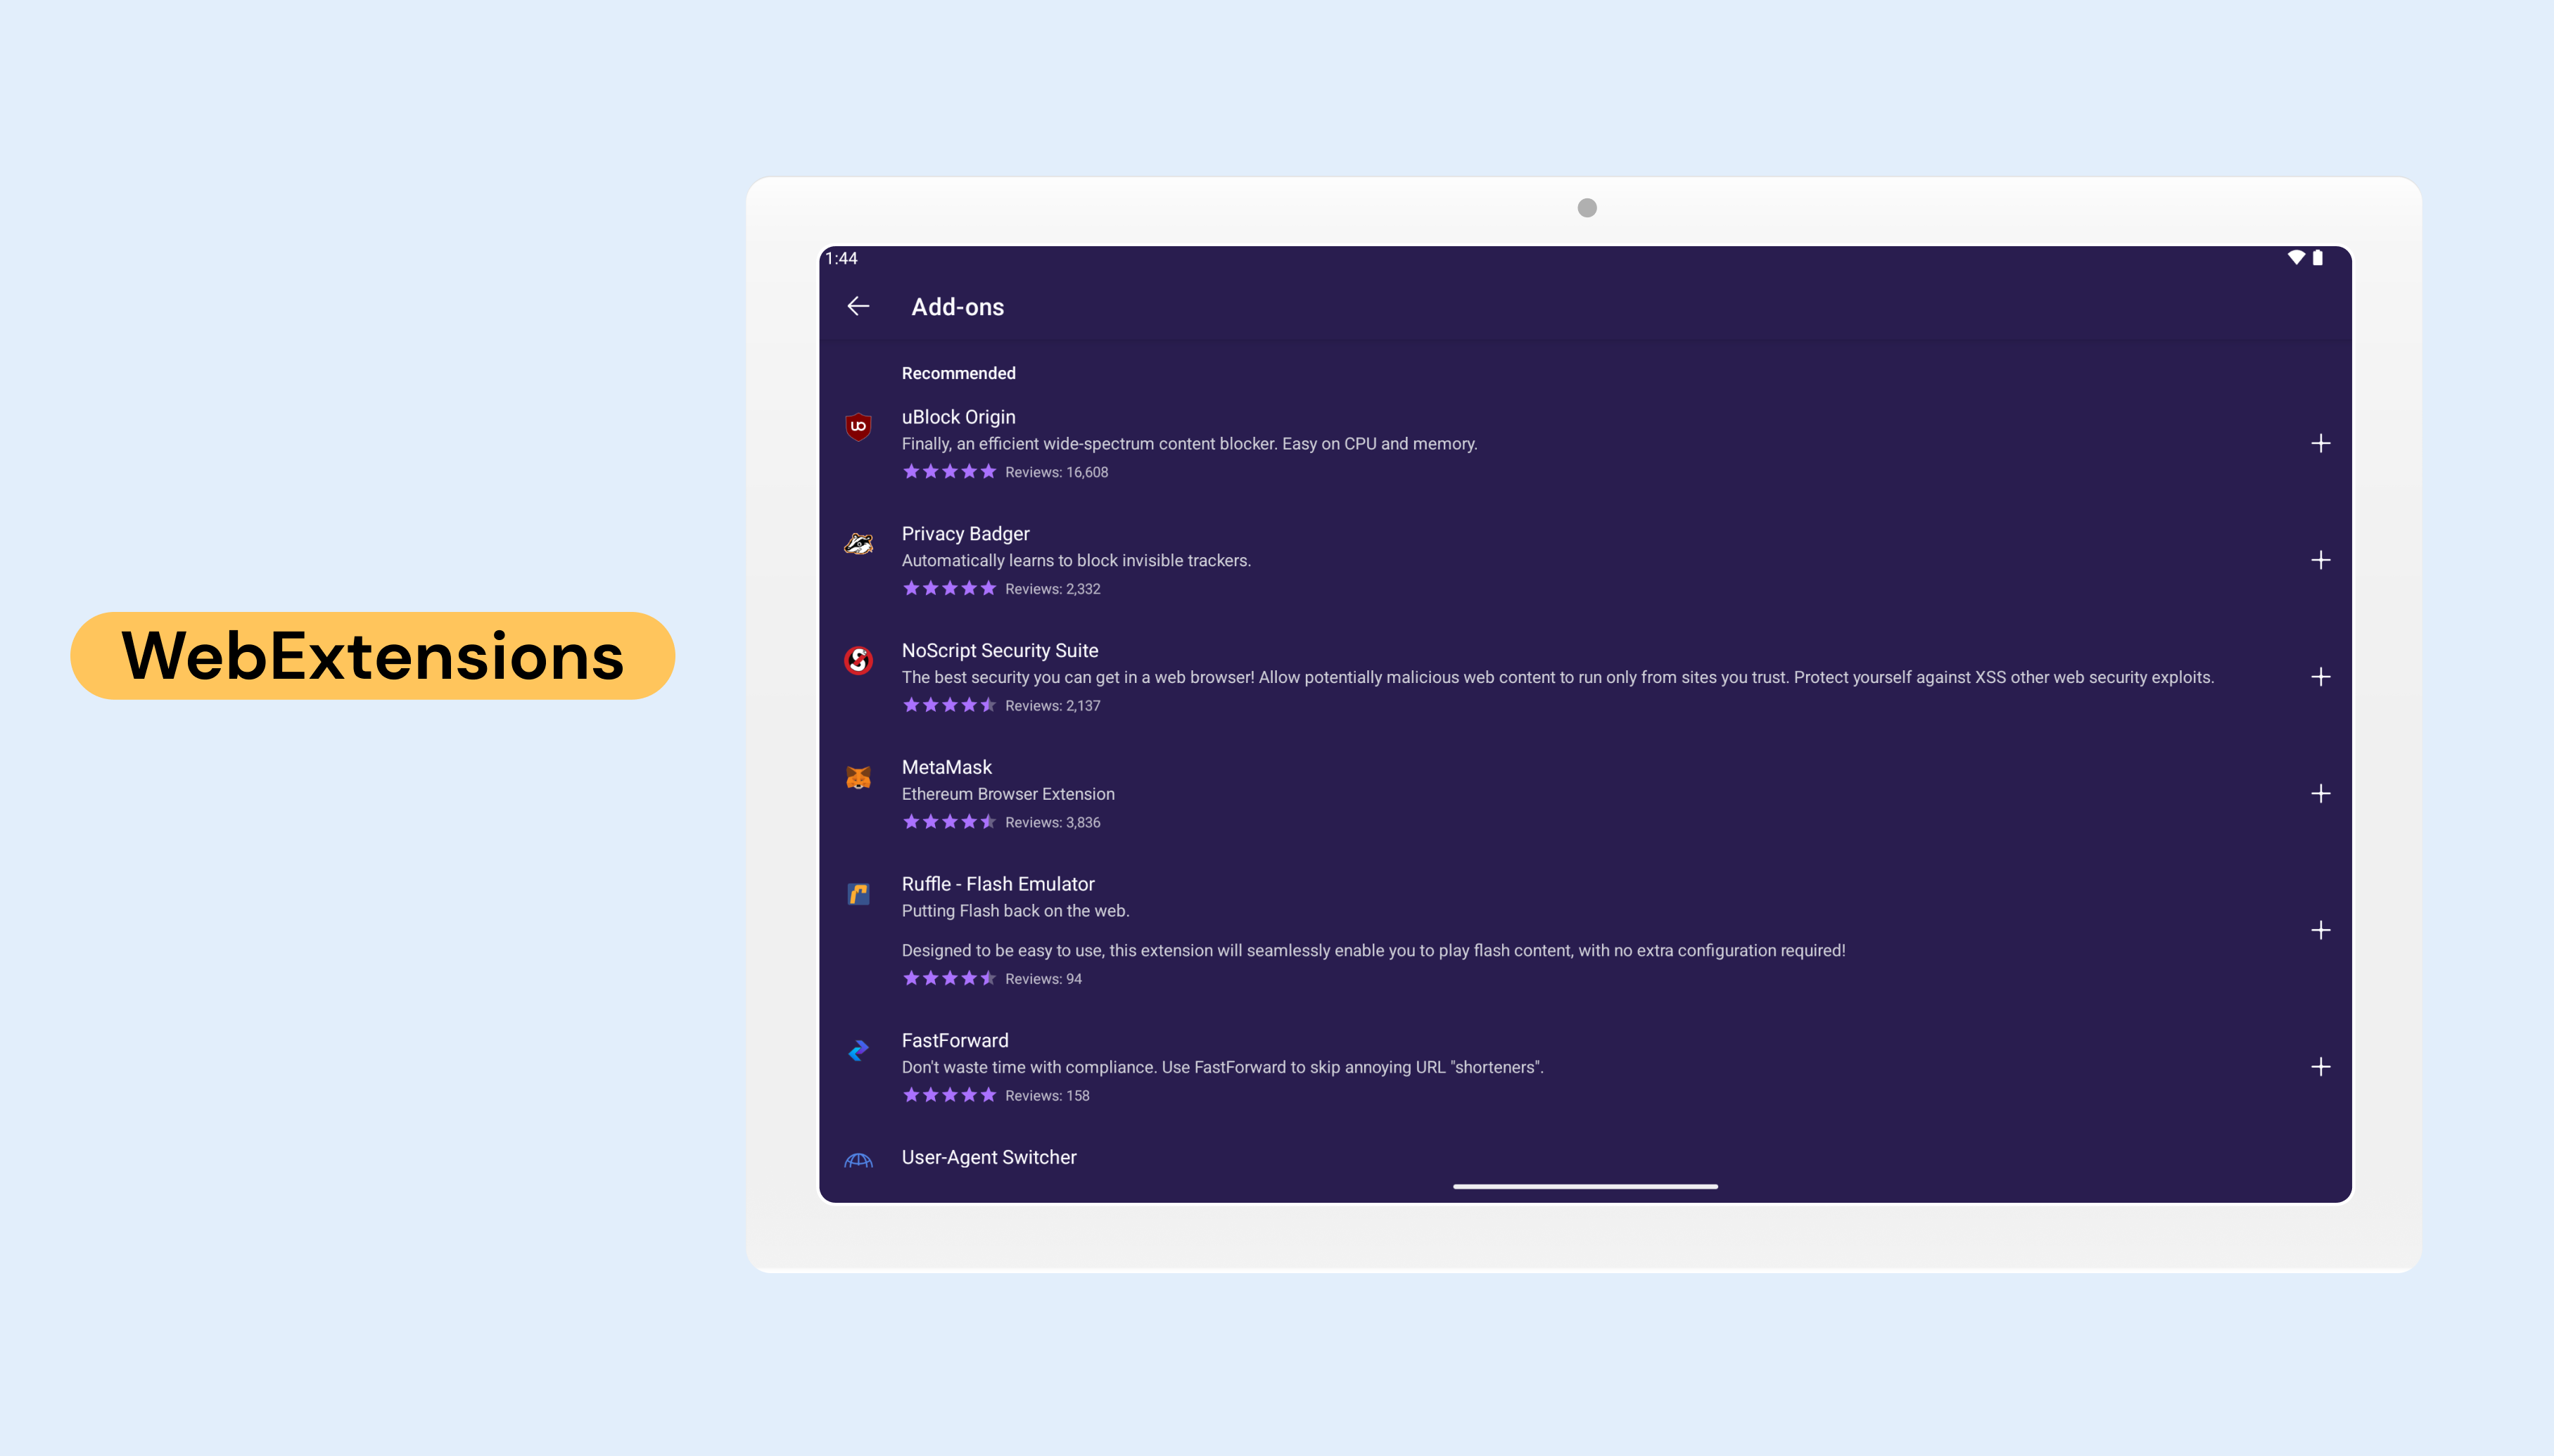 WebExtensions
1:44
Add-ons
Recommended
uBlock Origin
Finally, an efficient wide-spectrum content blocker. Easy on CPU and memory.
Reviews: 16,608
Privacy Badger
Automatically learns to block invisible trackers.
Reviews: 2,332
NoScript Security Suite
The best security you can get in a web browser! Allow potentially malicious web content to run only from sites you trust. Protect yourself against XSS other web security exploits.
Reviews: 2,137
MetaMask
Ethereum Browser Extension
Reviews: 3,836
Ruffle - Flash Emulator
Putting Flash back on the web.
Designed to be easy to use, this extension will seamlessly enable you to play flash content, with no extra configuration required!
Reviews: 94
FastForward
Don't waste time with compliance. Use FastForward to skip annoying URL "shorteners".
Reviews: 158
User-Agent Switcher